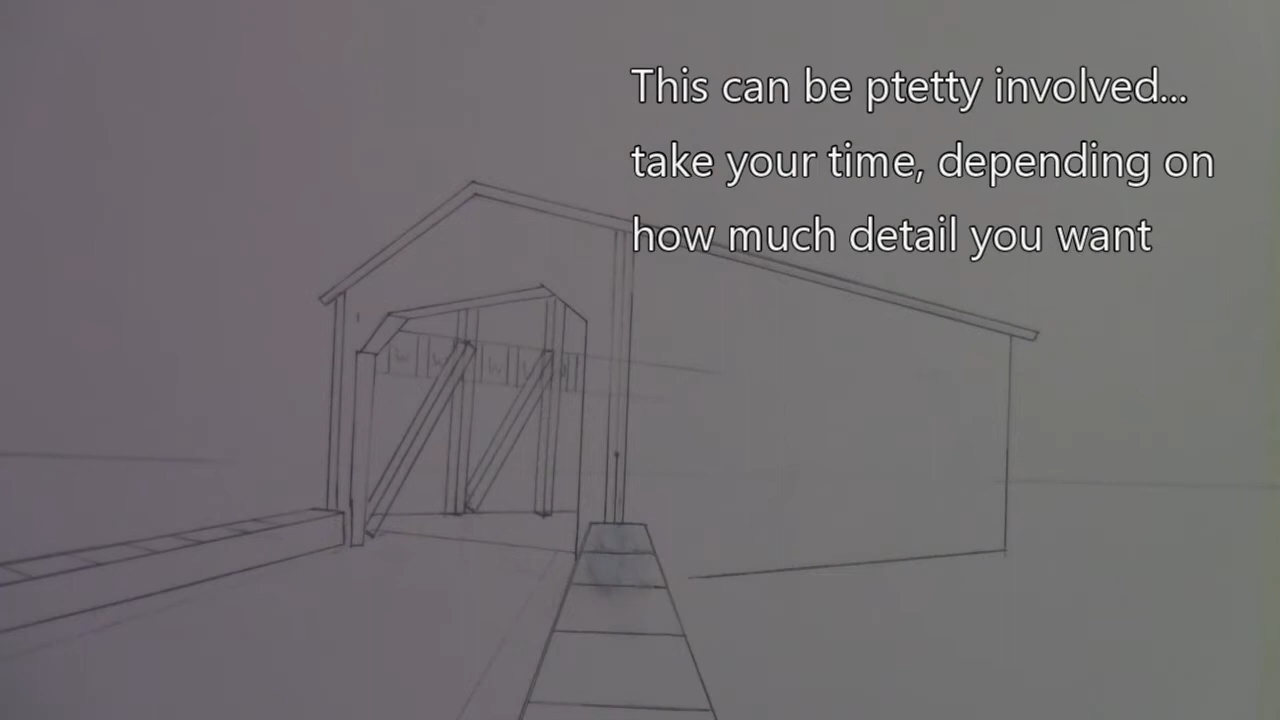 This can be ptetty involved...
take your time, depending on
how much detail you want
W W W